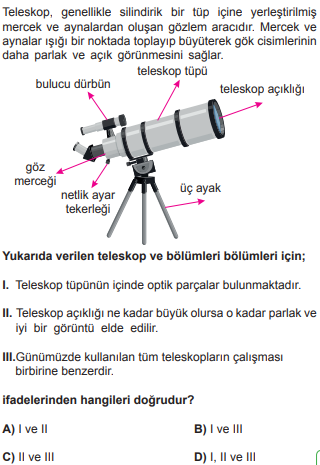 Teleskop, genellikle silindirik bir tüp içine yerleştirilmiş
mercek ve aynalardan oluşan gözlem aracıdır. Mercek ve
aynalar ışığı bir noktada toplayıp büyüterek gök cisimlerinin
daha parlak ve açık görünmesini sağlar.
teleskop tüpü
bulucu dürbün
teleskop açıklığı
göz
merceği
netlik ayar
tekerleği
üç ayak
Yukarıda verilen teleskop ve bölümleri bölümleri için;
I. Teleskop tüpünün içinde optik parçalar bulunmaktadır.
II. Teleskop açıklığı ne kadar büyük olursa o kadar parlak ve
iyi bir görüntü elde edilir.
III.Günümüzde kullanılan tüm teleskopların çalışması
birbirine benzerdir.
ifadelerinden hangileri doğrudur?
A) I ve II
B) I ve III
C) II ve III
D) I, II ve III